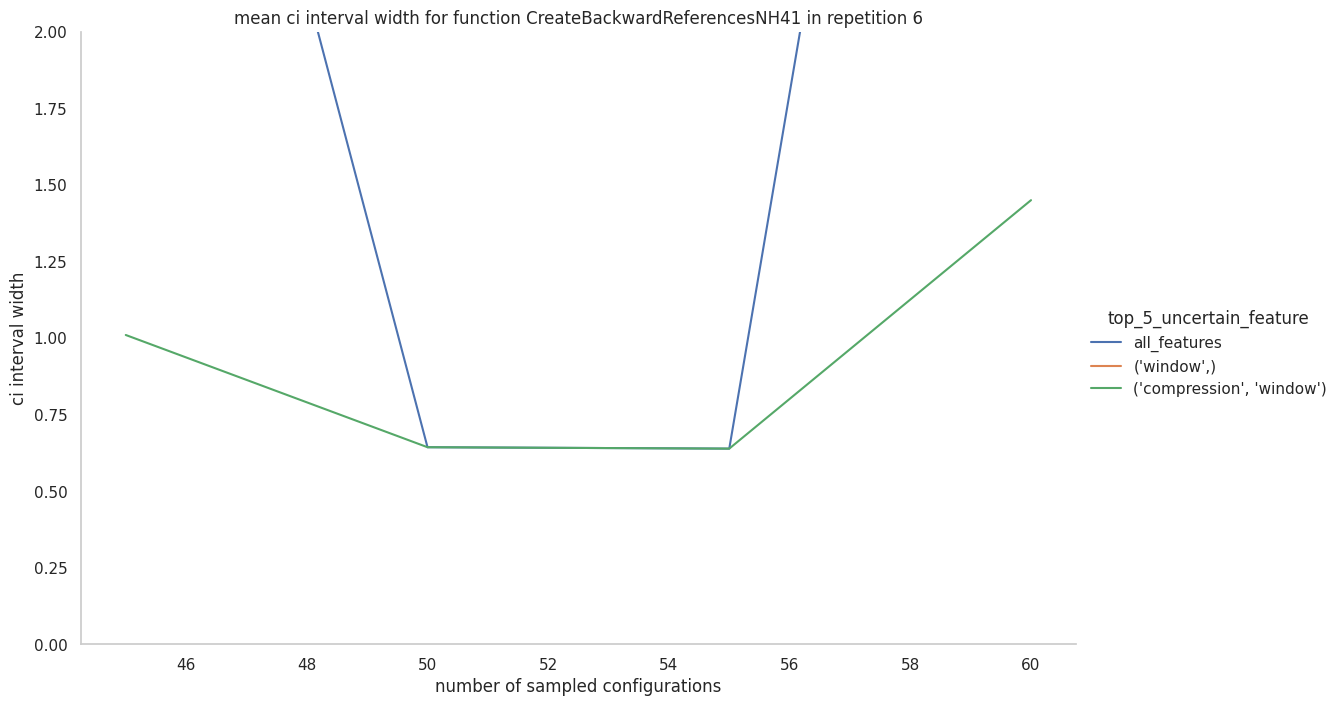 mean ci interval width for function CreateBackwardReferencesNH41 in repetition 6
2.00
1.75
1.50
1.25
1.00
0.75
0.50
0.25
0.00
ci interval width
46 48 50 52 54 56 58 60
number of sampled configurations
top_5_uncertain_feature
all_features
('window',)
('compression', 'window')